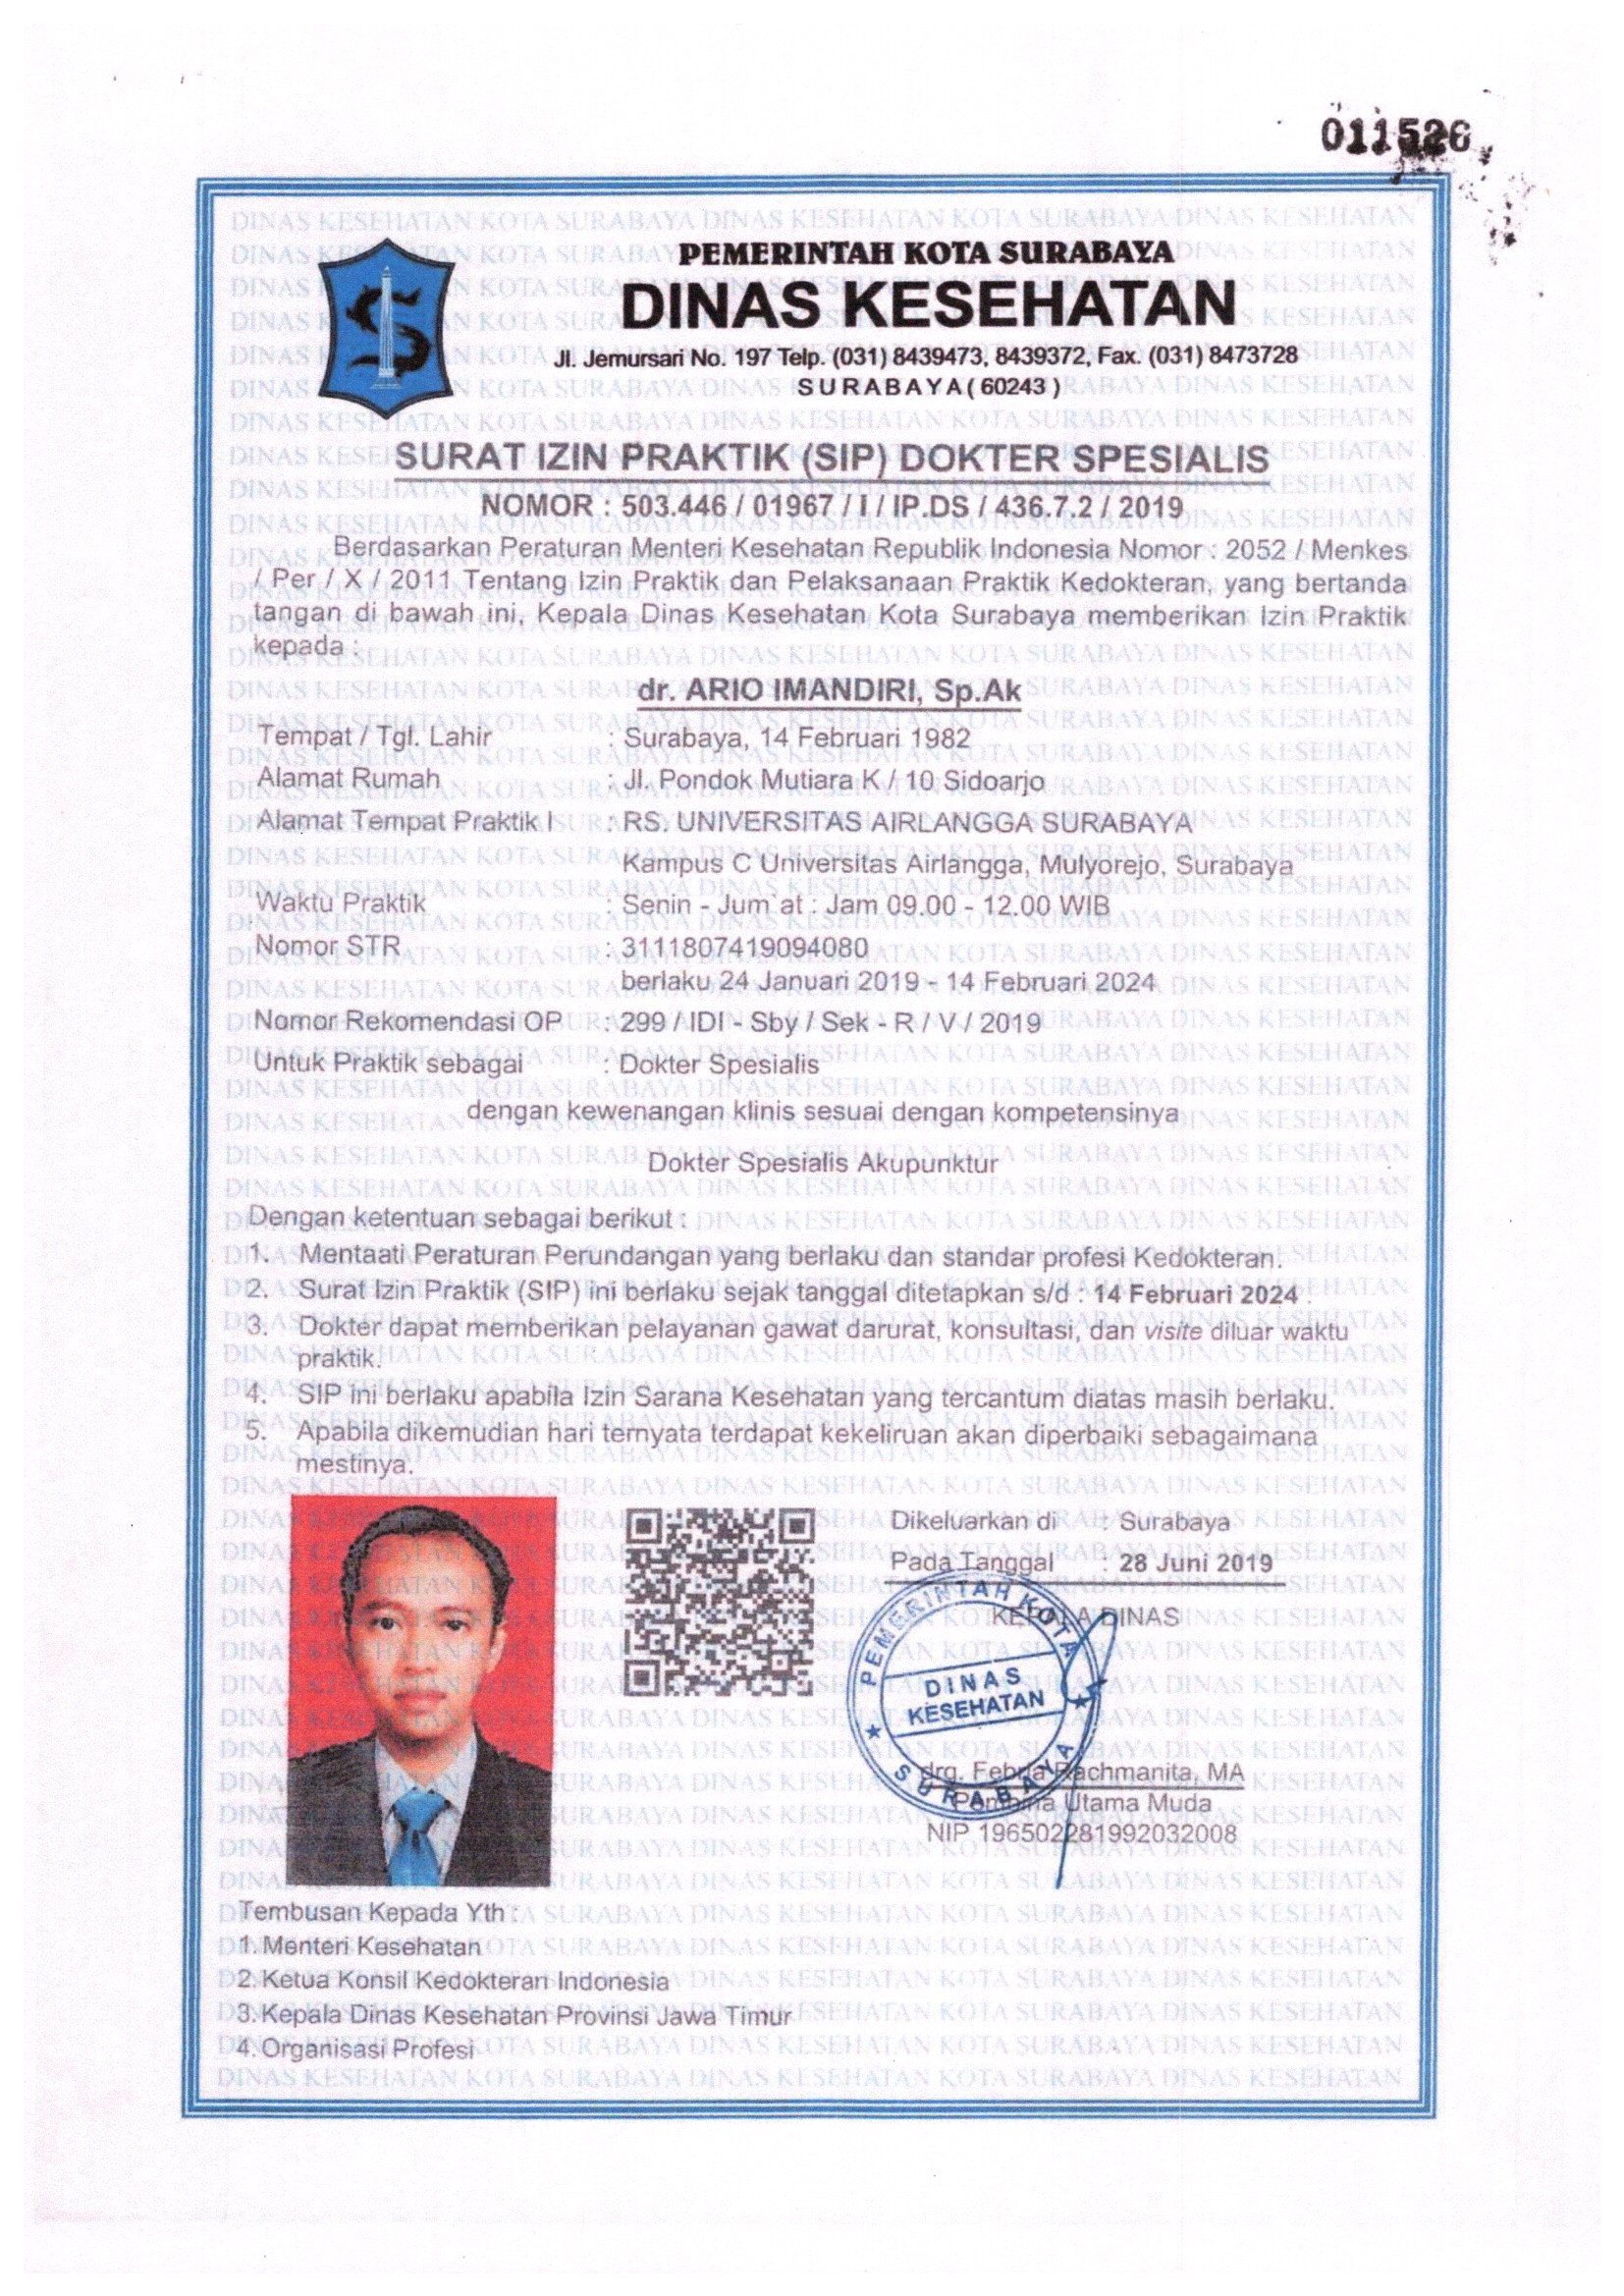 011526
PEMERINTAH KOTA SURABAYA
DINAS KESEHATAN
Jl. Jemursari No. 197 Telp. (031) 8439473, 8439372, Fax. (031) 8473728
SURABAYA ( 60243 )
SURAT IZIN PRAKTIK (SIP) DOKTER SPESIALIS
NOMOR : 503.446 / 01967 / I / IP.DS / 436.7.2 / 2019
Berdasarkan Peraturan Menteri Kesehatan Republik Indonesia Nomor : 2052 / Menkes
/ Per / X / 2011 Tentang Izin Praktik dan Pelaksanaan Praktik Kedokteran, yang bertanda
tangan di bawah ini, Kepala Dinas Kesehatan Kota Surabaya memberikan Izin Praktik
kepada :
dr. ARIO IMANDIRI, Sp.Ak
Tempat / Tgl. Lahir : Surabaya, 14 Februari 1982
Alamat Rumah : Jl. Pondok Mutiara K / 10 Sidoarjo
Alamat Tempat Praktik I : RS. UNIVERSITAS AIRLANGGA SURABAYA
Kampus C Universitas Airlangga, Mulyorejo, Surabaya
Waktu Praktik : Senin - Jum`at : Jam 09.00 - 12.00 WIB
Nomor STR : 3111807419094080
berlaku 24 Januari 2019 - 14 Februari 2024
Nomor Rekomendasi OP : 299 / IDI - Sby / Sek - R / V / 2019
Untuk Praktik sebagai : Dokter Spesialis
dengan kewenangan klinis sesuai dengan kompetensinya
Dokter Spesialis Akupunktur
Dengan ketentuan sebagai berikut :
1. Mentaati Peraturan Perundangan yang berlaku dan standar profesi Kedokteran.
2. Surat Izin Praktik (SIP) ini berlaku sejak tanggal ditetapkan s/d : 14 Februari 2024 .
3. Dokter dapat memberikan pelayanan gawat darurat, konsultasi, dan visite diluar waktu
praktik.
4. SIP ini berlaku apabila Izin Sarana Kesehatan yang tercantum diatas masih berlaku.
5. Apabila dikemudian hari ternyata terdapat kekeliruan akan diperbaiki sebagaimana
mestinya.
Dikeluarkan di : Surabaya
Pada Tanggal : 28 Juni 2019
KEPALA DINAS
PEMERINTAH KOTA
DINAS
KESEHATAN
SURABAYA
drg. Febria Rachmanita, MA
Pembina Utama Muda
NIP 196502281992032008
Tembusan Kepada Yth :
1. Menteri Kesehatan
2. Ketua Konsil Kedokteran Indonesia
3. Kepala Dinas Kesehatan Provinsi Jawa Timur
4. Organisasi Profesi